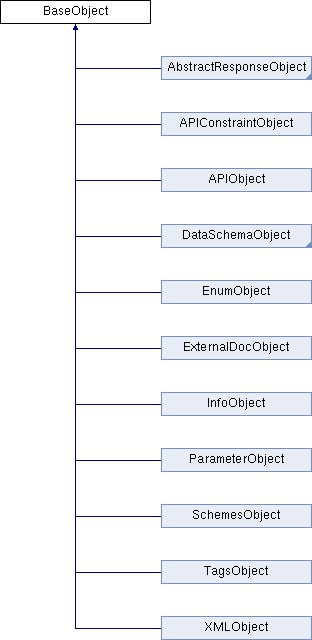 BaseObject
AbstractResponseObject
APIConstraintObject
APIObject
DataSchemaObject
EnumObject
ExternalDocObject
InfoObject
ParameterObject
SchemesObject
TagsObject
XMLObject